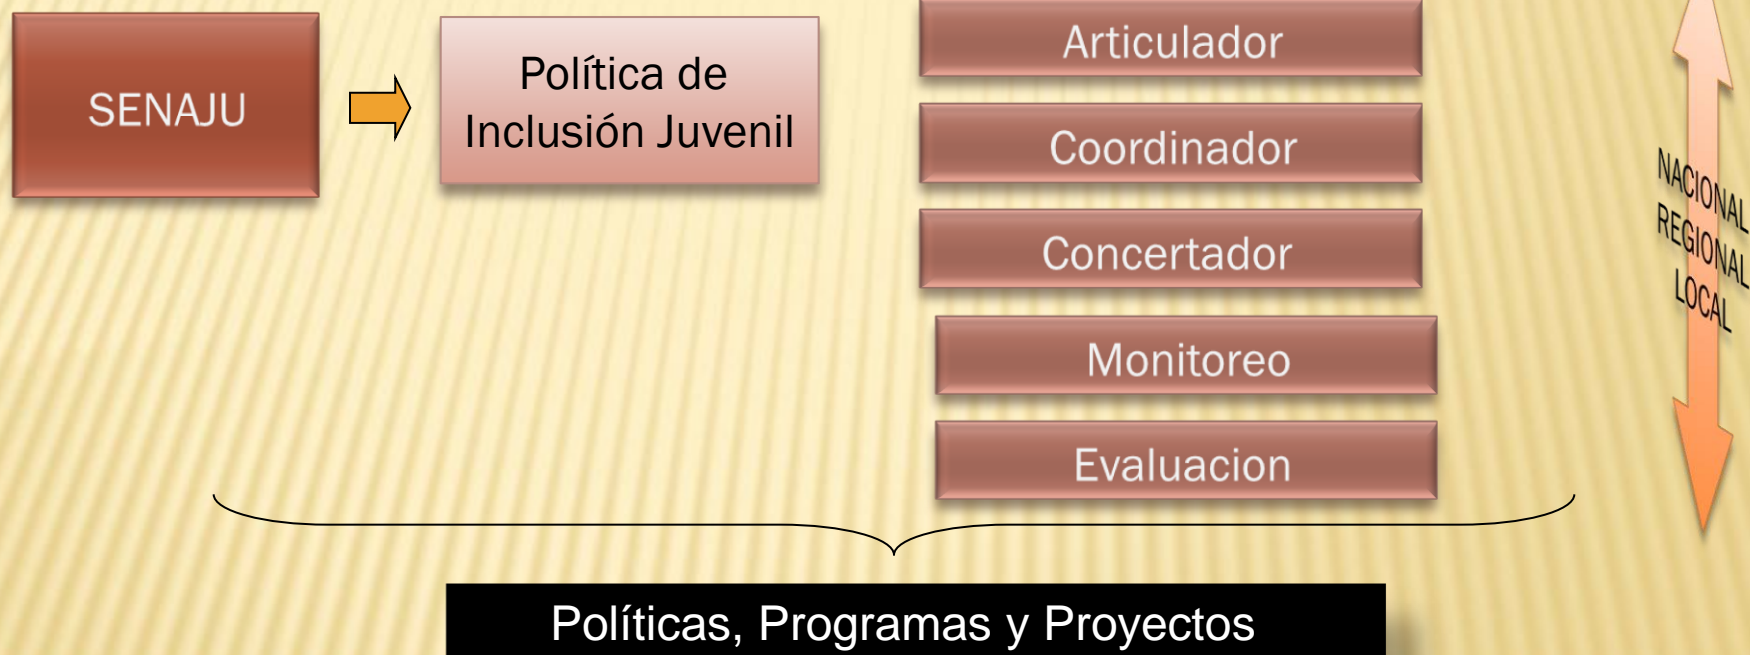 SENAJU
Política de
Inclusión Juvenil
Articulador
Coordinador
Concertador
Monitoreo
Evaluacion
NACIONAL
REGIONAL
LOCAL
Políticas, Programas y Proyectos